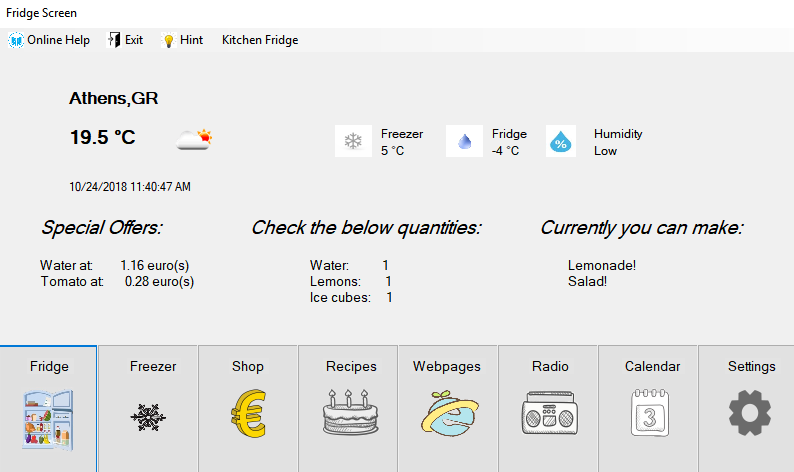 Fridge Screen
Online Help Exit Hint Kitchen Fridge
Athens,GR
19.5 °C
Freezer Fridge Humidity
5 °C -4 °C Low
%
10/24/2018 11:40:47 AM
Special Offers: Check the below quantities: Currently you can make:
Water at: 1.16 euro(s) Water: 1 Lemonade!
Tomato at: 0.28 euro(s) Lemons: 1 Salad!
Ice cubes: 1
Fridge Freezer Shop Recipes Webpages Radio Calendar Settings
€ 3